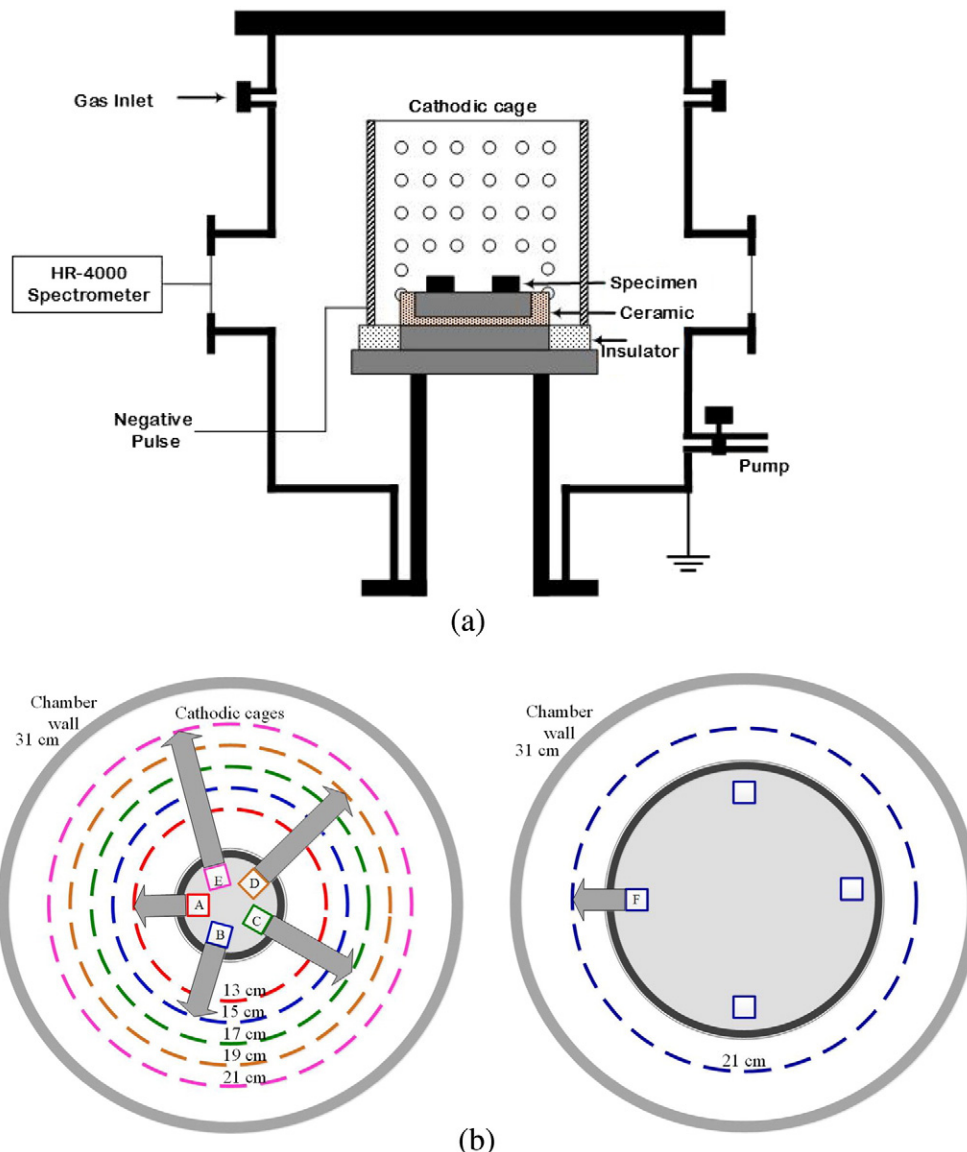 Gas Inlet
Cathodic cage
HR-4000
Spectrometer
Specimen
Ceramic
Insulator
Negative
Pulse
Pump
(a)
Chamber
wall
31 cm
Cathodic cages
E
D
A
C
B
13 cm
15 cm
17 cm
19 cm
21 cm
Chamber
wall
31 cm
F
21 cm
(b)